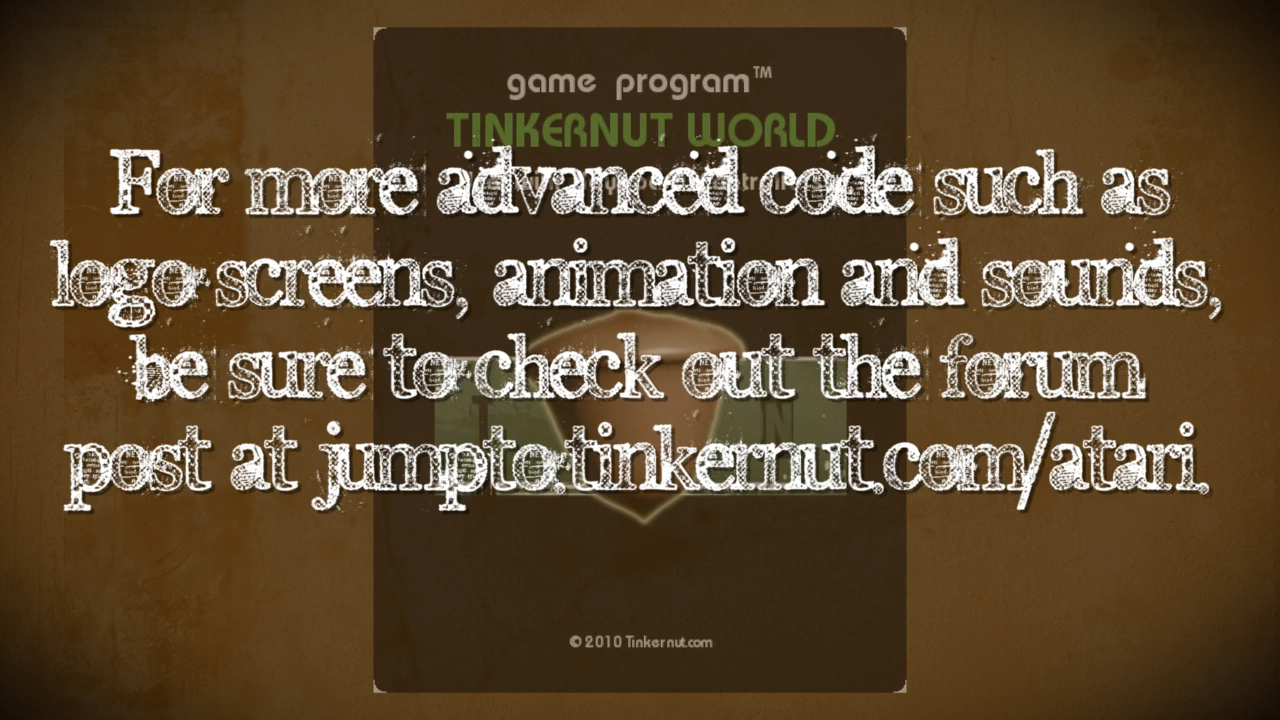 game program™
TINKERNUT WORLD
For more advanced code such as
logo screens, animation and sounds,
be sure to check out the forum
post at jumpto.tinkernut.com/atari.
© 2010 Tinkernut.com